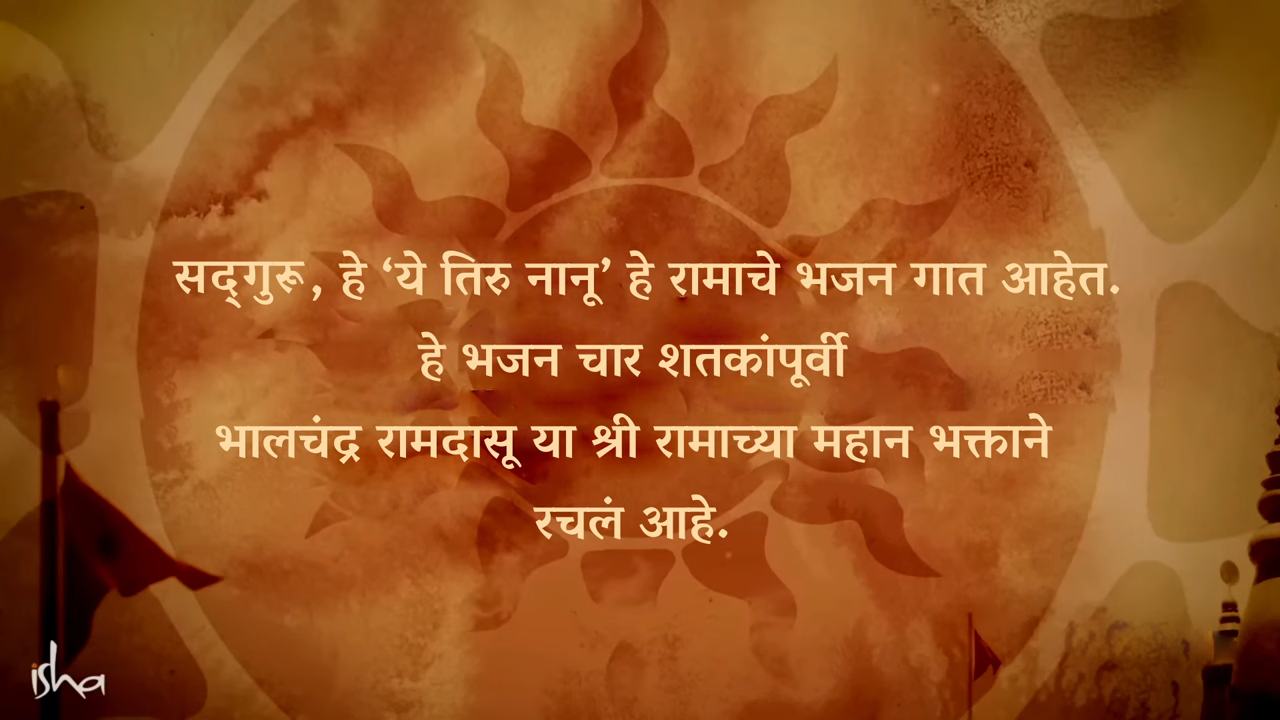 सद्‌गुरू, हे ‘ये तिरु नानू’ हे रामाचे भजन गात आहेत.
हे भजन चार शतकांपूर्वी
भालचंद्र रामदासू या श्री रामाच्या महान भक्ताने
रचलं आहे.
isha